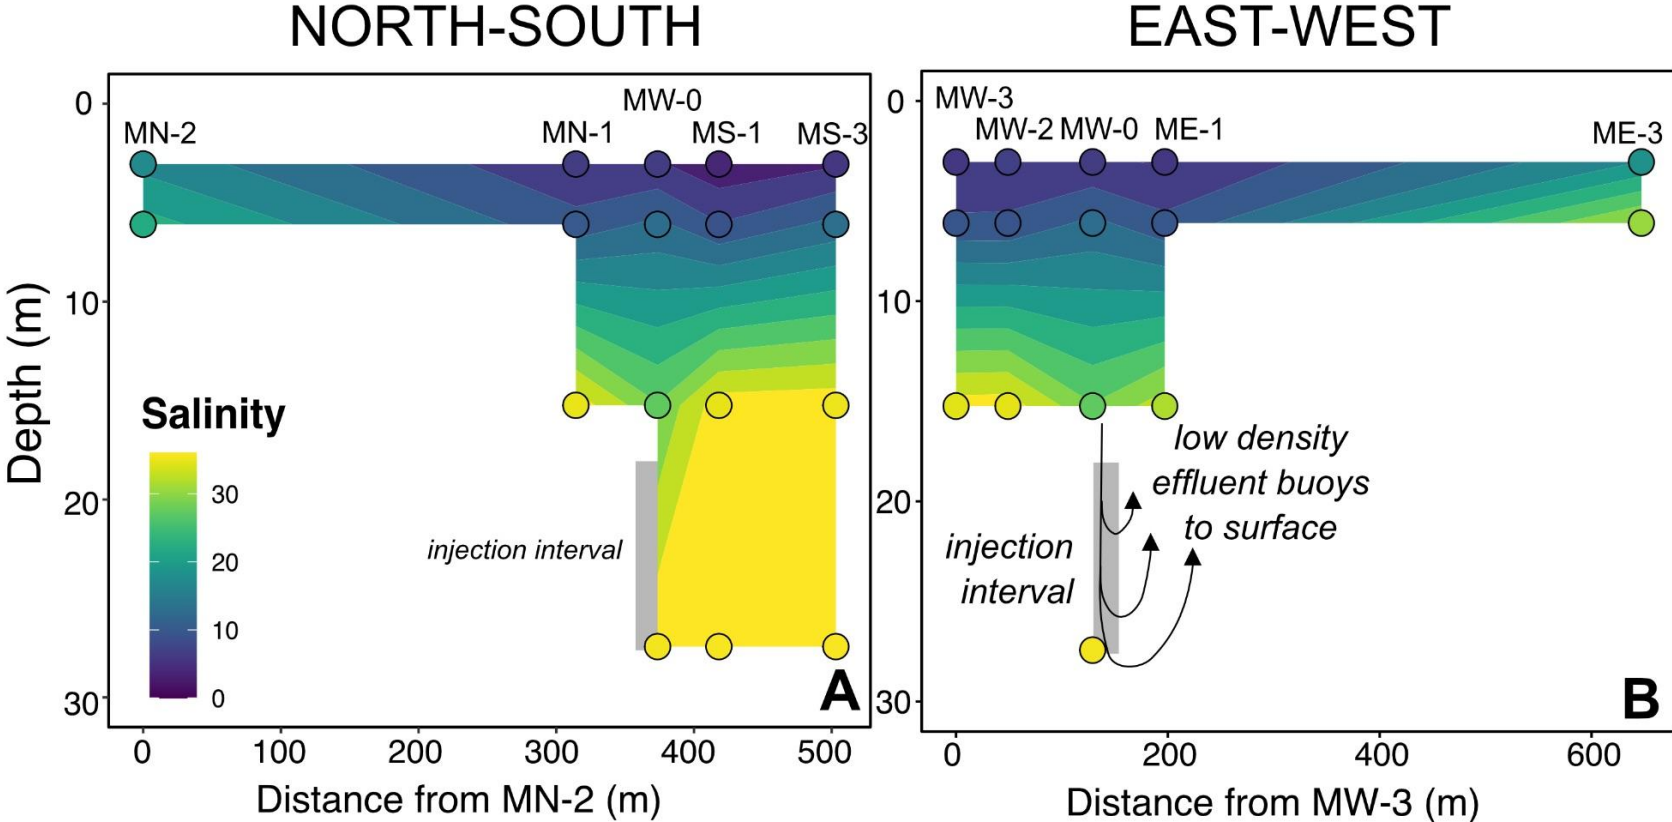 NORTH-SOUTH
EAST-WEST
Depth (m)
0
10
20
30
MW-0
MN-2
MN-1
MS-1
MS-3
Salinity
30
20
10
0
injection interval
A
0
100
200
300
400
500
Distance from MN-2 (m)
0
10
20
30
MW-3
MW-2
MW-0
ME-1
ME-3
low density
effluent buoys
to surface
injection
interval
B
0
200
400
600
Distance from MW-3 (m)